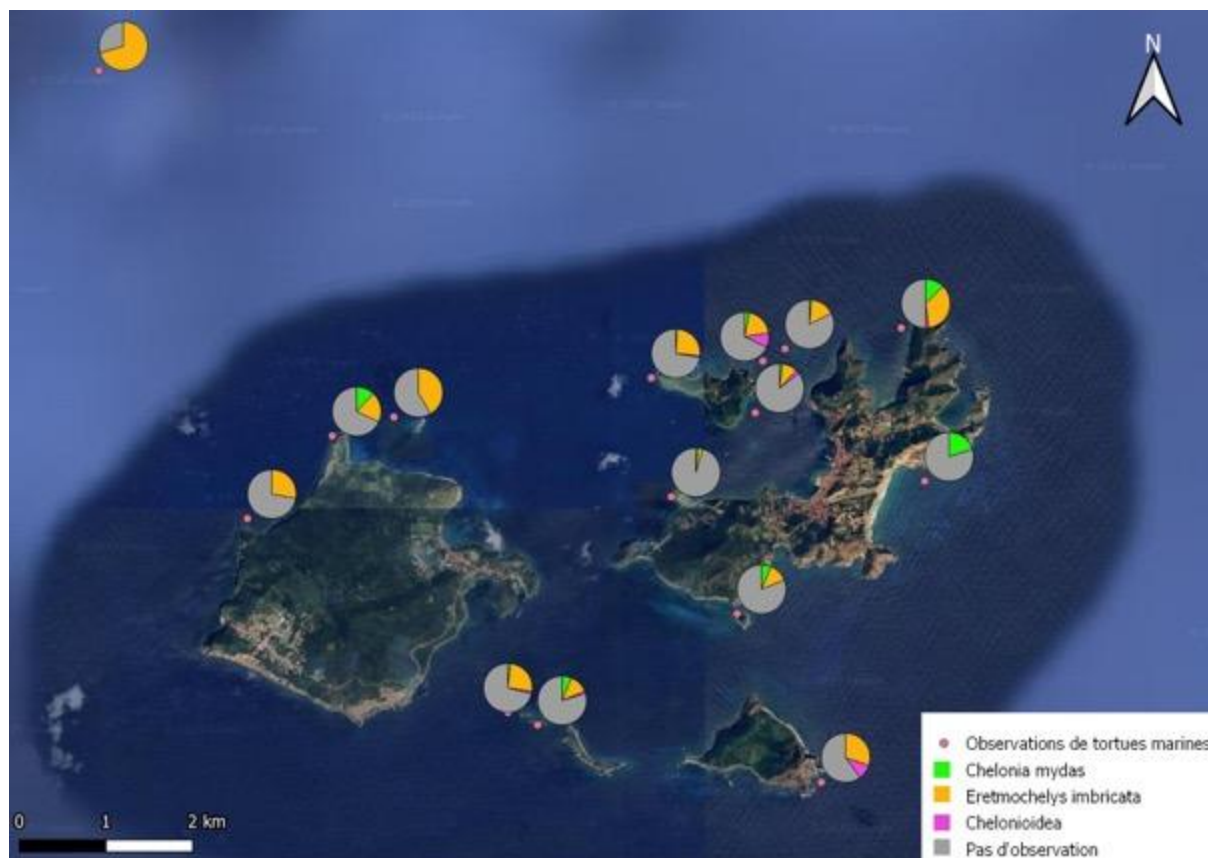 N
0 1 2 km
Observations de tortues marines
Chelonia mydas
Eretmochelys imbricata
Chelonioidea
Pas d'observation